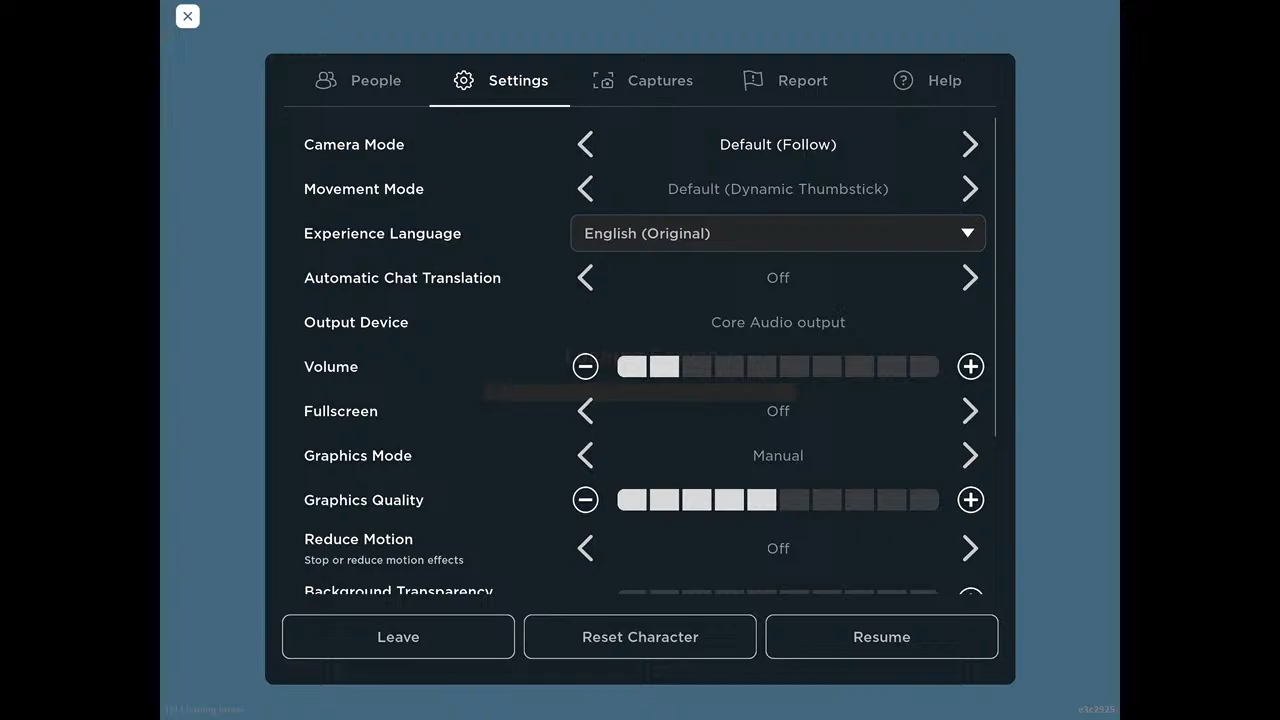 People Settings Captures Report Help
Camera Mode Default (Follow)
Movement Mode Default (Dynamic Thumbstick)
Experience Language English (Original)
Automatic Chat Translation Off
Output Device Core Audio output
Volume
Fullscreen Off
Graphics Mode Manual
Graphics Quality
Reduce Motion Off
Stop or reduce motion effects
Background Transparency
Leave Reset Character Resume
e3c2925